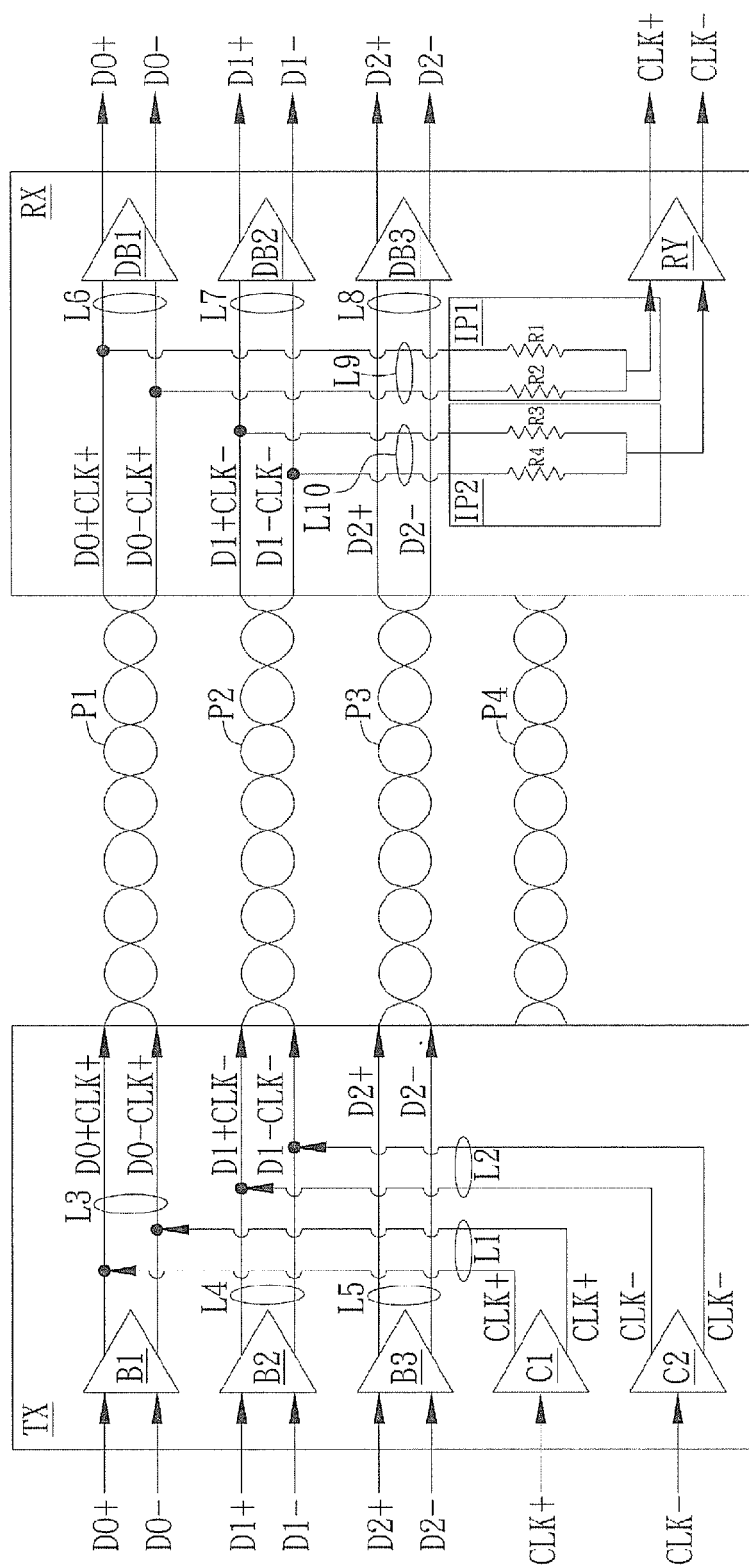 TX
D0+
D0-
D1+
D1-
D2+
D2-
CLK+
CLK-
B1
B2
B3
C1
C2
L3
L4
L5
L1
L2
CLK+
CLK+
CLK-
CLK-
D0+CLK+
D0-CLK+
D1+CLK-
D1-CLK-
D2+
D2-
P1
P2
P3
P4
RX
D0+CLK+
D0-CLK+
D1+CLK-
D1-CLK-
D2+
D2-
L6
L7
L8
L9
L10
DB1
DB2
DB3
IP1
R1
R2
IP2
R3
R4
RY
D0+
D0-
D1+
D1-
D2+
D2-
CLK+
CLK-